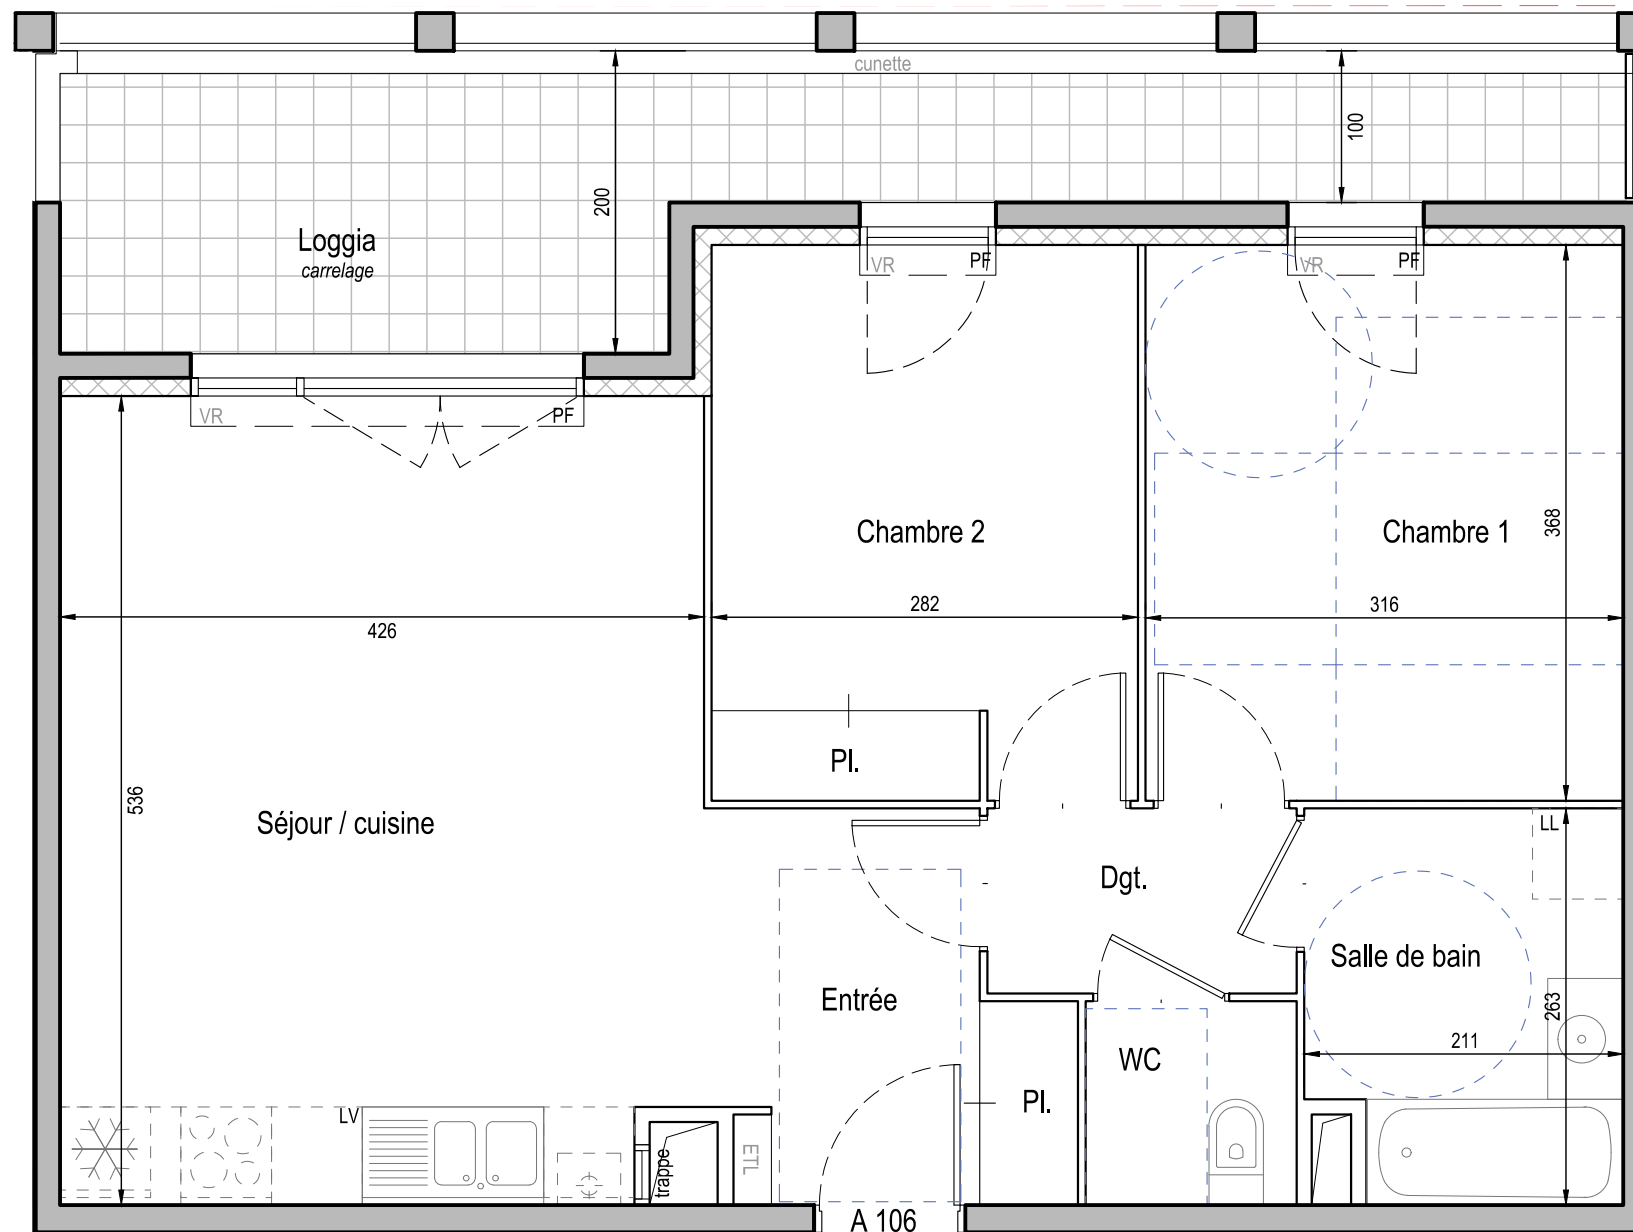 cunette
100
200
Loggia
carrelage
VR
PF
VR
PF
VR
PF
Chambre 2
Chambre 1
368
282
316
426
Pl.
536
Séjour / cuisine
LL
Dgt.
Salle de bain
Entrée
263
211
WC
Pl.
LV
trappe
ETL
A 106